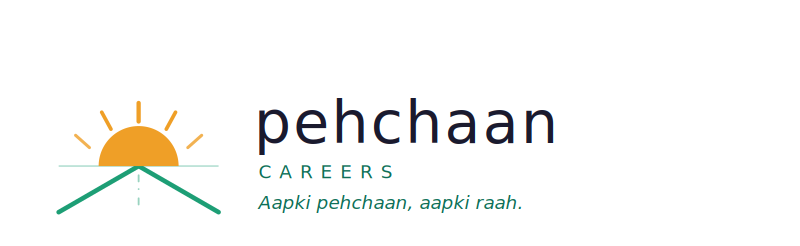 pehchaan
CAREERS
Aapki pehchaan, aapki raah.